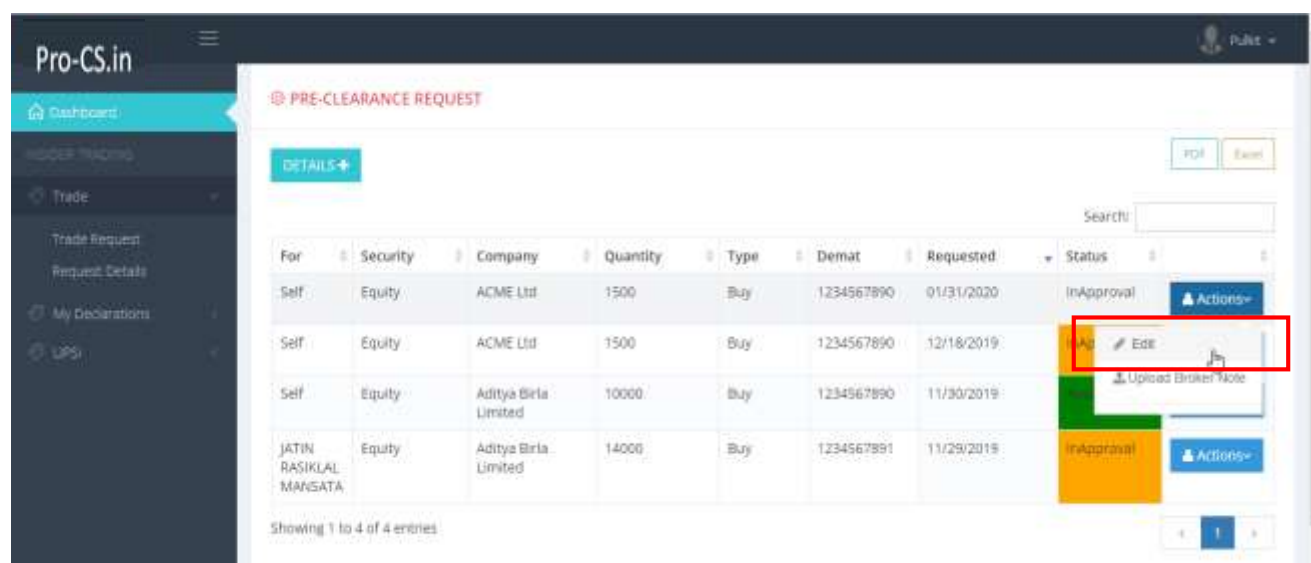 Pro-CS.in
Pulkit
Dashboard
PRE-CLEARANCE REQUEST
INSIDER TRADING
DETAILS
PDF Excel
Trade
Search:
Trade Request
Request Details
For Security Company Quantity Type Demat Requested Status
Self Equity ACME Ltd 1500 Buy 1234567890 01/31/2020 InApproval Actions
My Declarations
Self Equity ACME Ltd 1500 Buy 1234567890 12/18/2019 InAp Edit
UPSI
Upload Broker Note
Self Equity Aditya Birla 10000 Buy 1234567890 11/30/2019
Limited
JATIN Equity Aditya Birla 14000 Buy 1234567891 11/29/2019 InApproval Actions
RASIKLAL Limited
MANSATA
Showing 1 to 4 of 4 entries
1